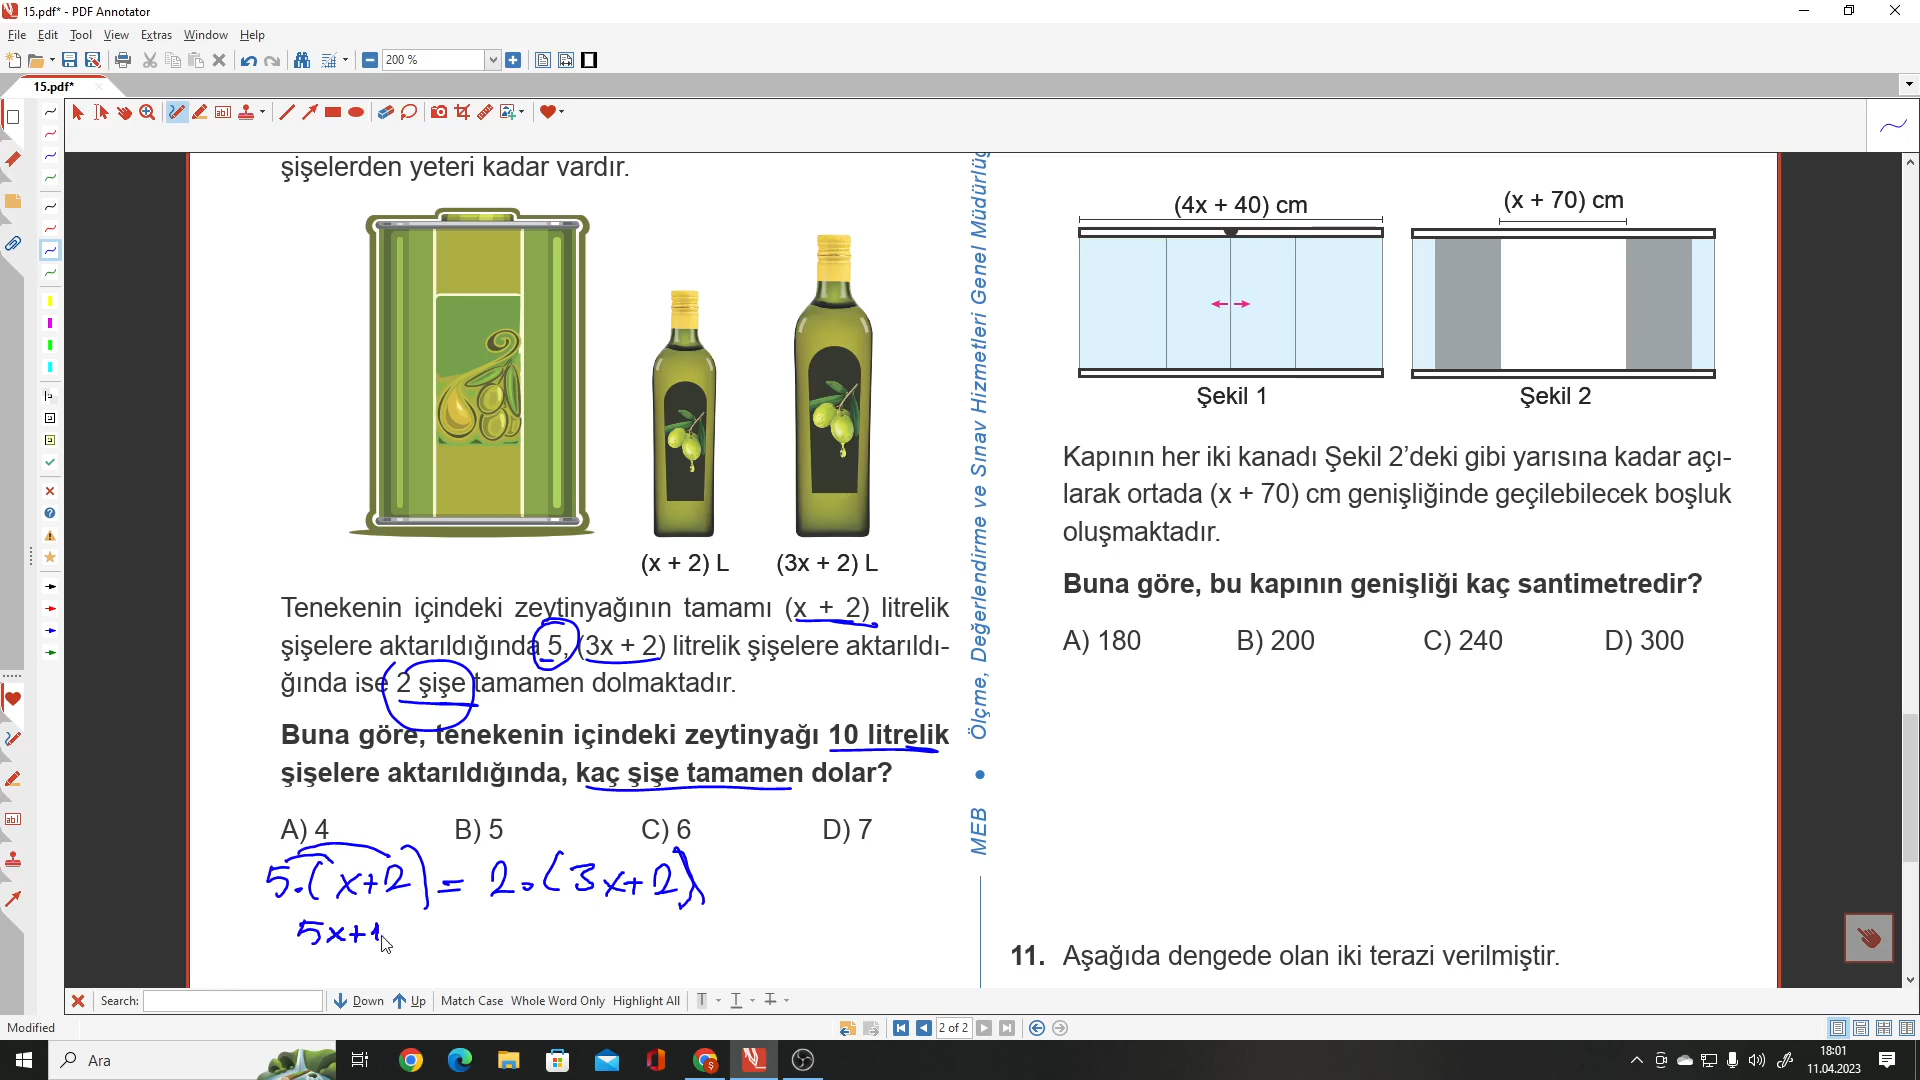 15.pdf* - PDF Annotator
File Edit Tool View Extras Window Help
200 %
15.pdf*
şişelerden yeteri kadar vardır.
(x + 2) L
(3x + 2) L
Tenekenin içindeki zeytinyağının tamamı (x + 2) litrelik
şişelere aktarıldığında 5, (3x + 2) litrelik şişelere aktarıldı-
ğında ise 2 şişe tamamen dolmaktadır.
Buna göre, tenekenin içindeki zeytinyağı 10 litrelik
şişelere aktarıldığında, kaç şişe tamamen dolar?
A) 4 B) 5 C) 6 D) 7
5.(x+2) = 2.(3x+2)
5x+1
MEB • Ölçme, Değerlendirme ve Sınav Hizmetleri Genel Müdürlüğ
(4x + 40) cm
(x + 70) cm
Şekil 1
Şekil 2
Kapının her iki kanadı Şekil 2’deki gibi yarısına kadar açı-
larak ortada (x + 70) cm genişliğinde geçilebilecek boşluk
oluşmaktadır.
Buna göre, bu kapının genişliği kaç santimetredir?
A) 180 B) 200 C) 240 D) 300
11. Aşağıda dengede olan iki terazi verilmiştir.
Search: Down Up Match Case Whole Word Only Highlight All
Modified
2 of 2
Ara
18:01
11.04.2023